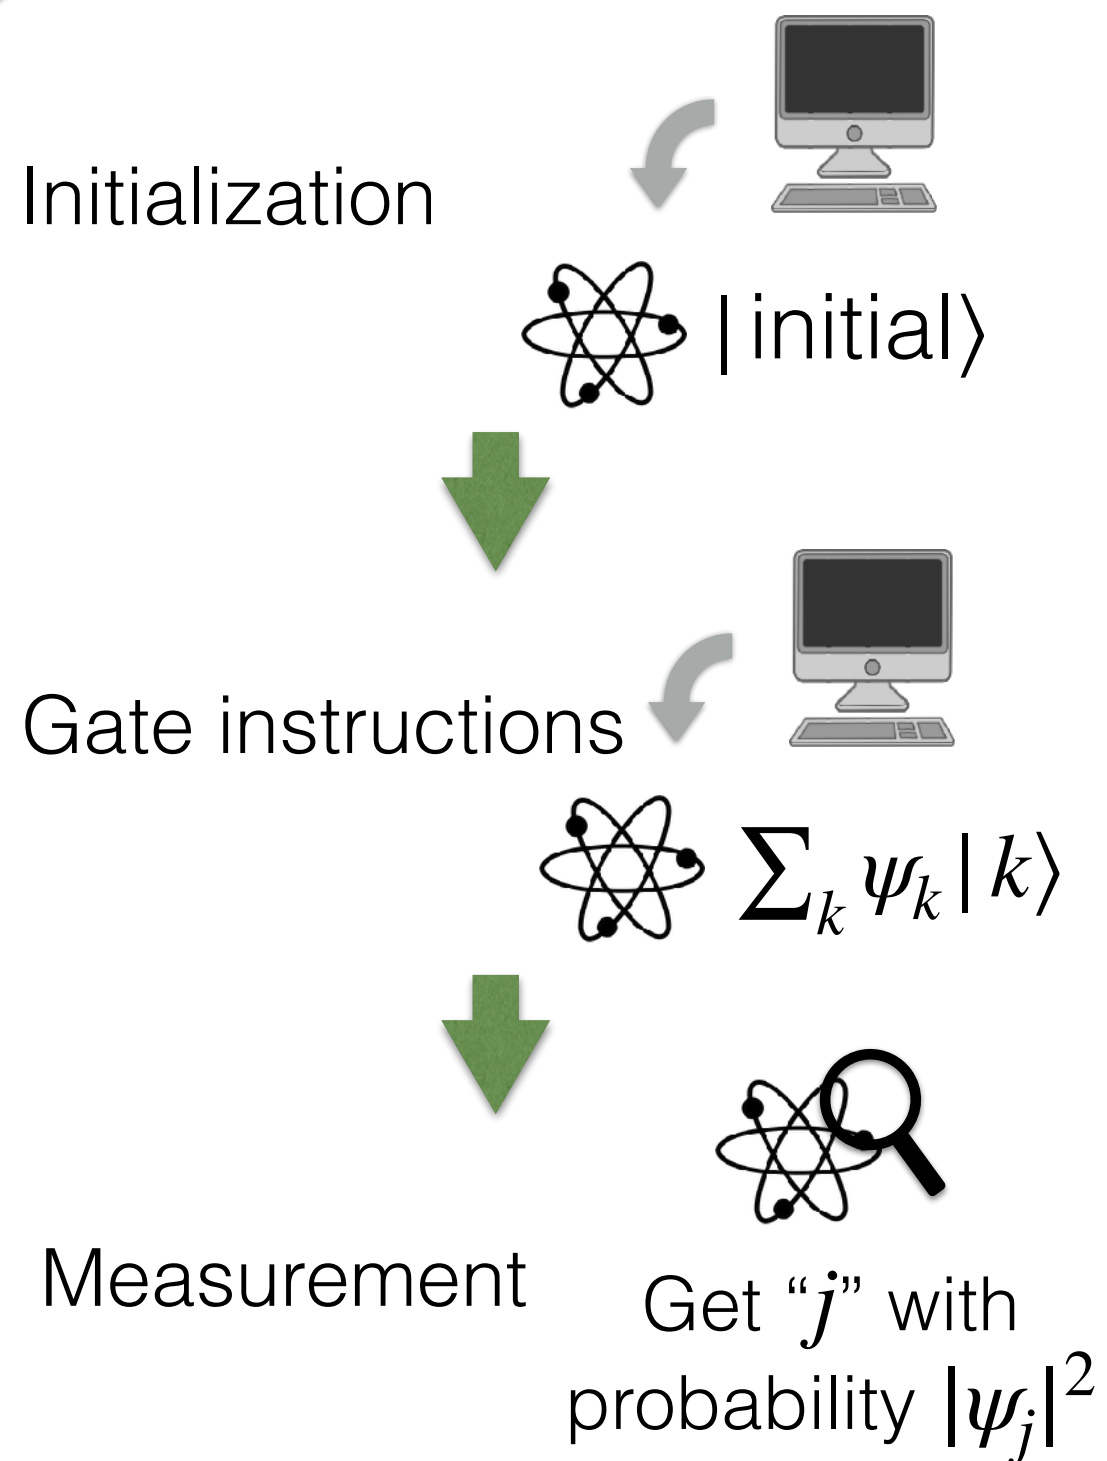 Initialization
| initial⟩
Gate instructions
∑ₖ ψₖ | k⟩
Measurement
Get “j” with
probability |ψⱼ|²